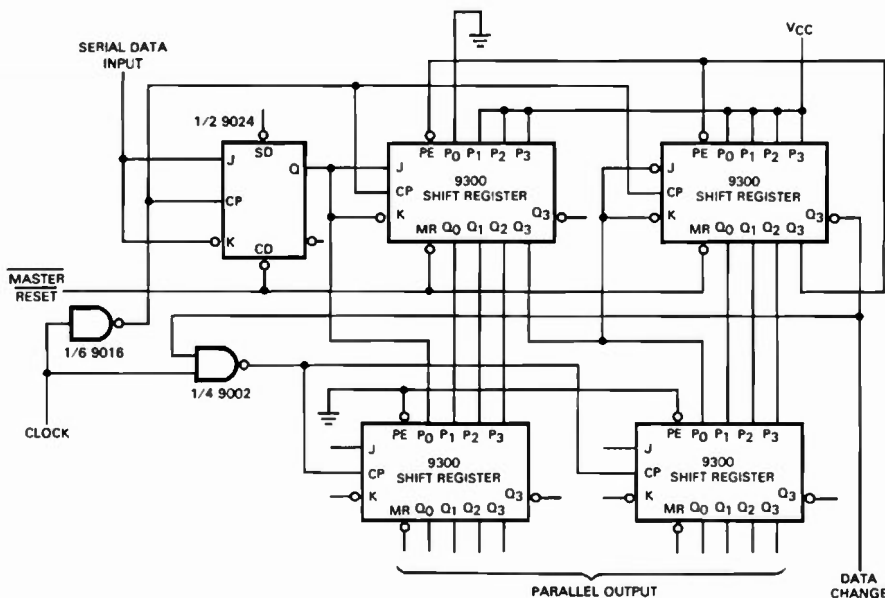 SERIAL DATA
INPUT
VCC
1/2 9024
SD
J
Q
CP
K
CD
PE P0 P1 P2 P3
J
9300
CP SHIFT REGISTER
K
Q3
MR Q0 Q1 Q2 Q3
PE P0 P1 P2 P3
J
9300
CP SHIFT REGISTER
K
Q3
MR Q0 Q1 Q2 Q3
MASTER
RESET
1/6 9016
1/4 9002
CLOCK
PE P0 P1 P2 P3
J
9300
CP SHIFT REGISTER
K
Q3
MR Q0 Q1 Q2 Q3
PE P0 P1 P2 P3
J
9300
CP SHIFT REGISTER
K
Q3
MR Q0 Q1 Q2 Q3
PARALLEL OUTPUT
DATA
CHANGE